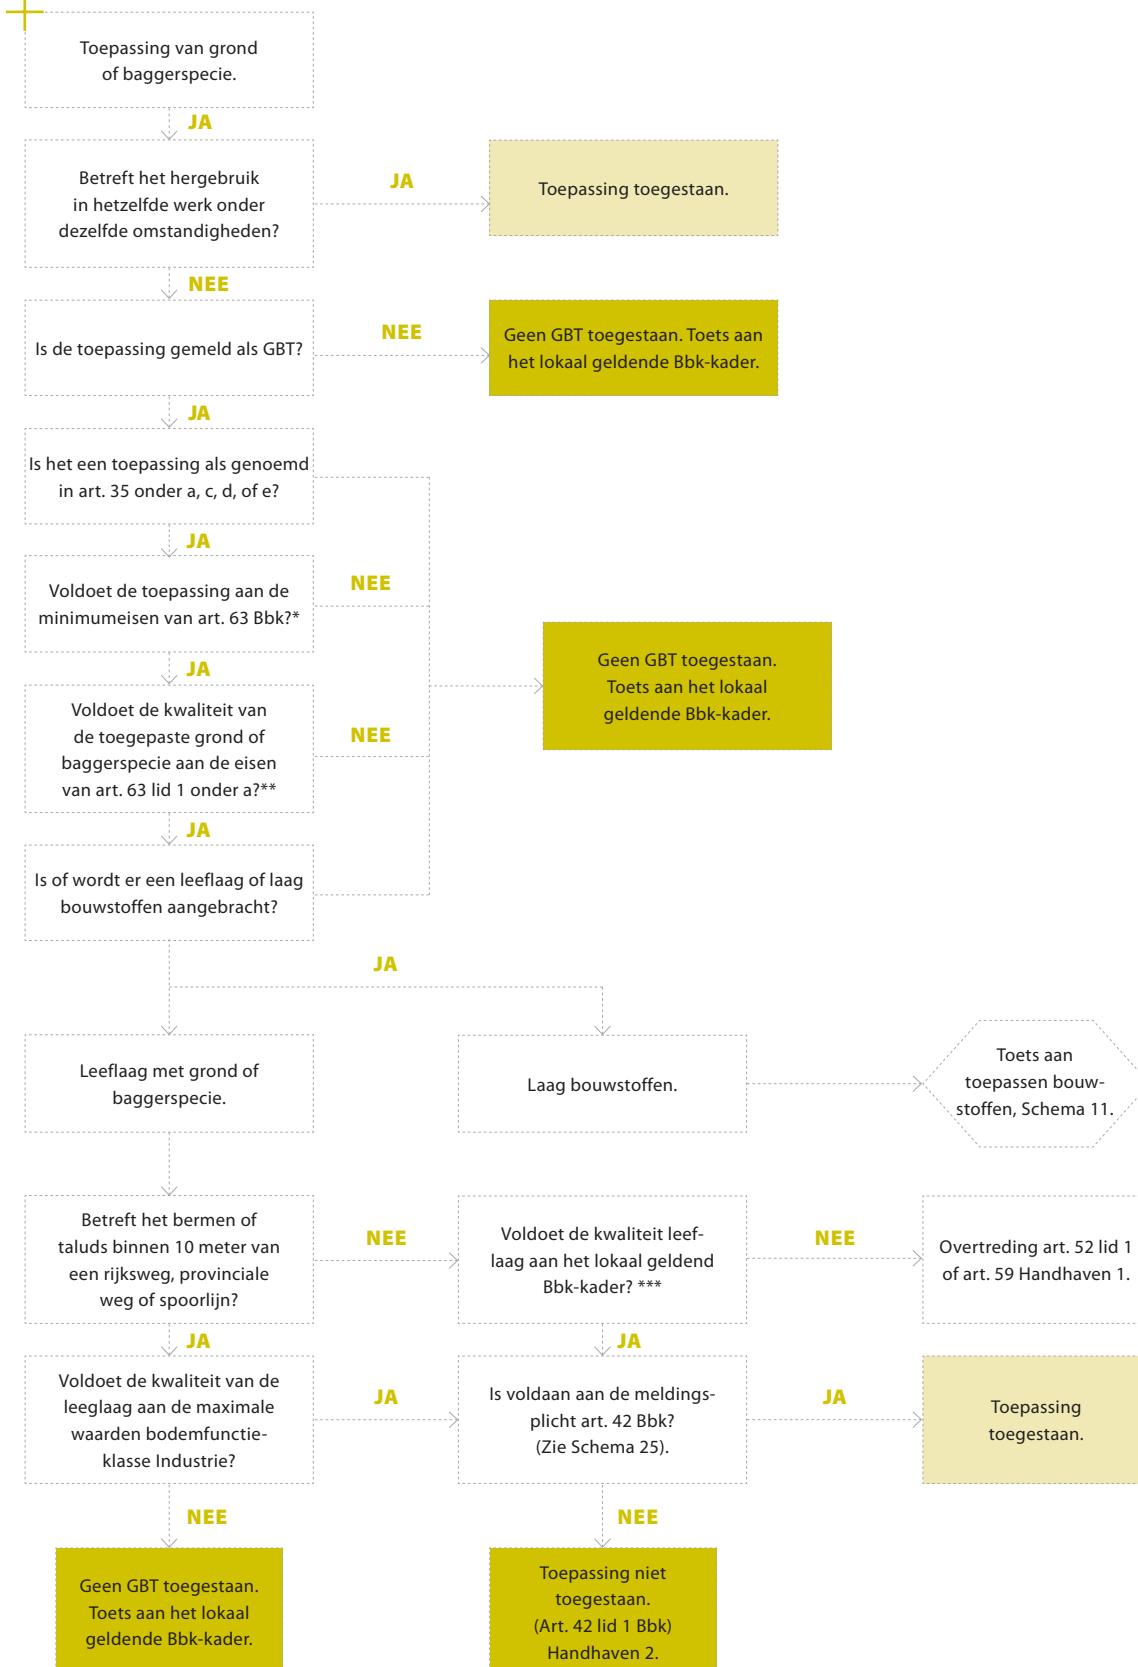 Toepassing van grond
of baggerspecie.
JA
Betreft het hergebruik
in hetzelfde werk onder
dezelfde omstandigheden?
JA
Toepassing toegestaan.
NEE
Is de toepassing gemeld als GBT?
NEE
Geen GBT toegestaan. Toets aan
het lokaal geldende Bbk-kader.
JA
Is het een toepassing als genoemd
in art. 35 onder a, c, d, of e?
JA
Voldoet de toepassing aan de
minimumeisen van art. 63 Bbk?*
NEE
JA
Voldoet de kwaliteit van
de toegepaste grond of
baggerspecie aan de eisen
van art. 63 lid 1 onder a?**
NEE
Geen GBT toegestaan.
Toets aan het lokaal
geldende Bbk-kader.
JA
Is of wordt er een leeflaag of laag
bouwstoffen aangebracht?
JA
Leeflaag met grond of
baggerspecie.
Laag bouwstoffen.
Toets aan
toepassen bouw-
stoffen, Schema 11.
Betreft het bermen of
taluds binnen 10 meter van
een rijksweg, provinciale
weg of spoorlijn?
NEE
Voldoet de kwaliteit leef-
laag aan het lokaal geldend
Bbk-kader? ***
NEE
Overtreding art. 52 lid 1
of art. 59 Handhaven 1.
JA
JA
Voldoet de kwaliteit van de
leeglaag aan de maximale
waarden bodemfunctie-
klasse Industrie?
JA
Is voldaan aan de meldings-
plicht art. 42 Bbk?
(Zie Schema 25).
JA
Toepassing
toegestaan.
NEE
NEE
Geen GBT toegestaan.
Toets aan het lokaal
geldende Bbk-kader.
Toepassing niet
toegestaan.
(Art. 42 lid 1 Bbk)
Handhaven 2.